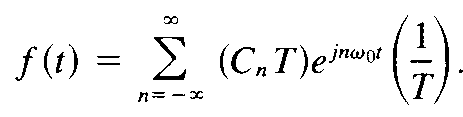 f(t) = \sum_{n=-\infty}^{\infty} (C_n T)e^{jn\omega_0 t} \left(\frac{1}{T}\right).